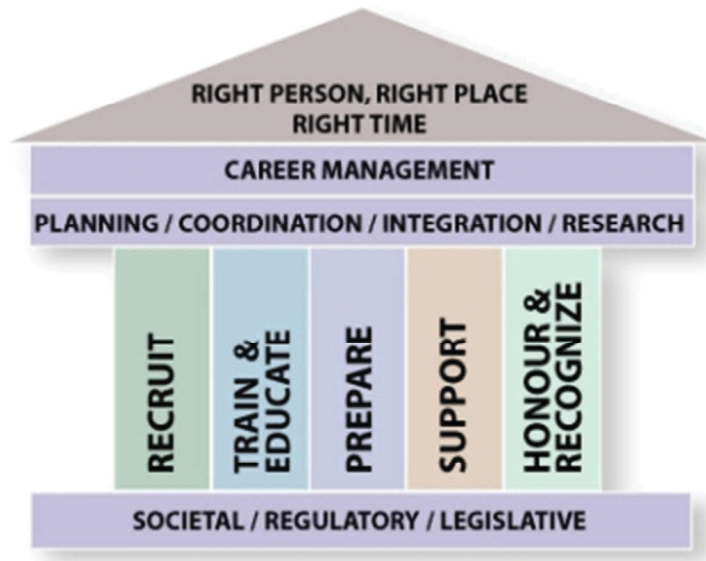 RIGHT PERSON, RIGHT PLACE
RIGHT TIME
CAREER MANAGEMENT
PLANNING / COORDINATION / INTEGRATION / RESEARCH
RECRUIT
TRAIN &
EDUCATE
PREPARE
SUPPORT
HONOUR &
RECOGNIZE
SOCIETAL / REGULATORY / LEGISLATIVE